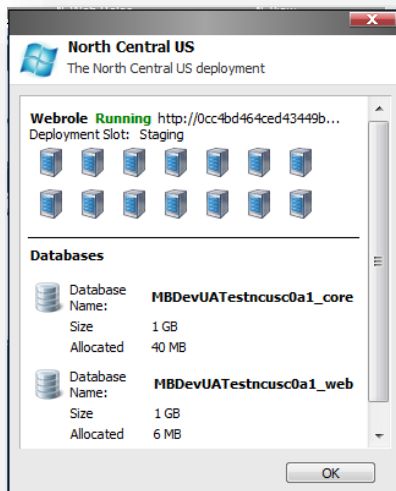 North Central US
The North Central US deployment
Webrole Running http://0cc4bd464ced43449b...
Deployment Slot: Staging
Databases
Database Name: MBDevUATestncusc0a1_core
Size 1 GB
Allocated 40 MB
Database Name: MBDevUATestncusc0a1_web
Size 1 GB
Allocated 6 MB
OK